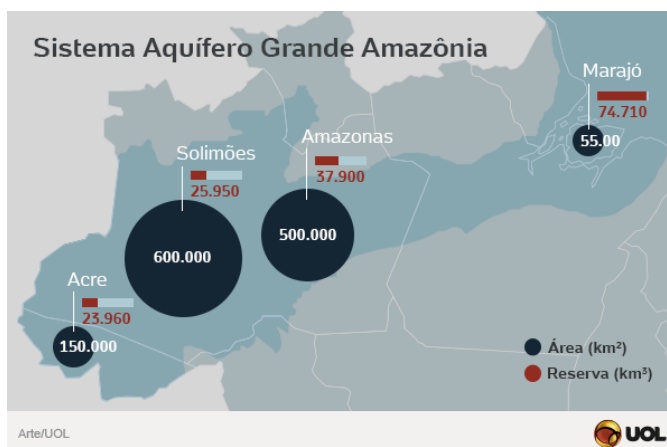 Sistema Aquífero Grande Amazônia
Marajó
74.710
55.00
Amazonas
37.900
500.000
Solimões
25.950
600.000
Acre
23.960
150.000
Área (km²)
Reserva (km³)
Arte/UOL
UOL